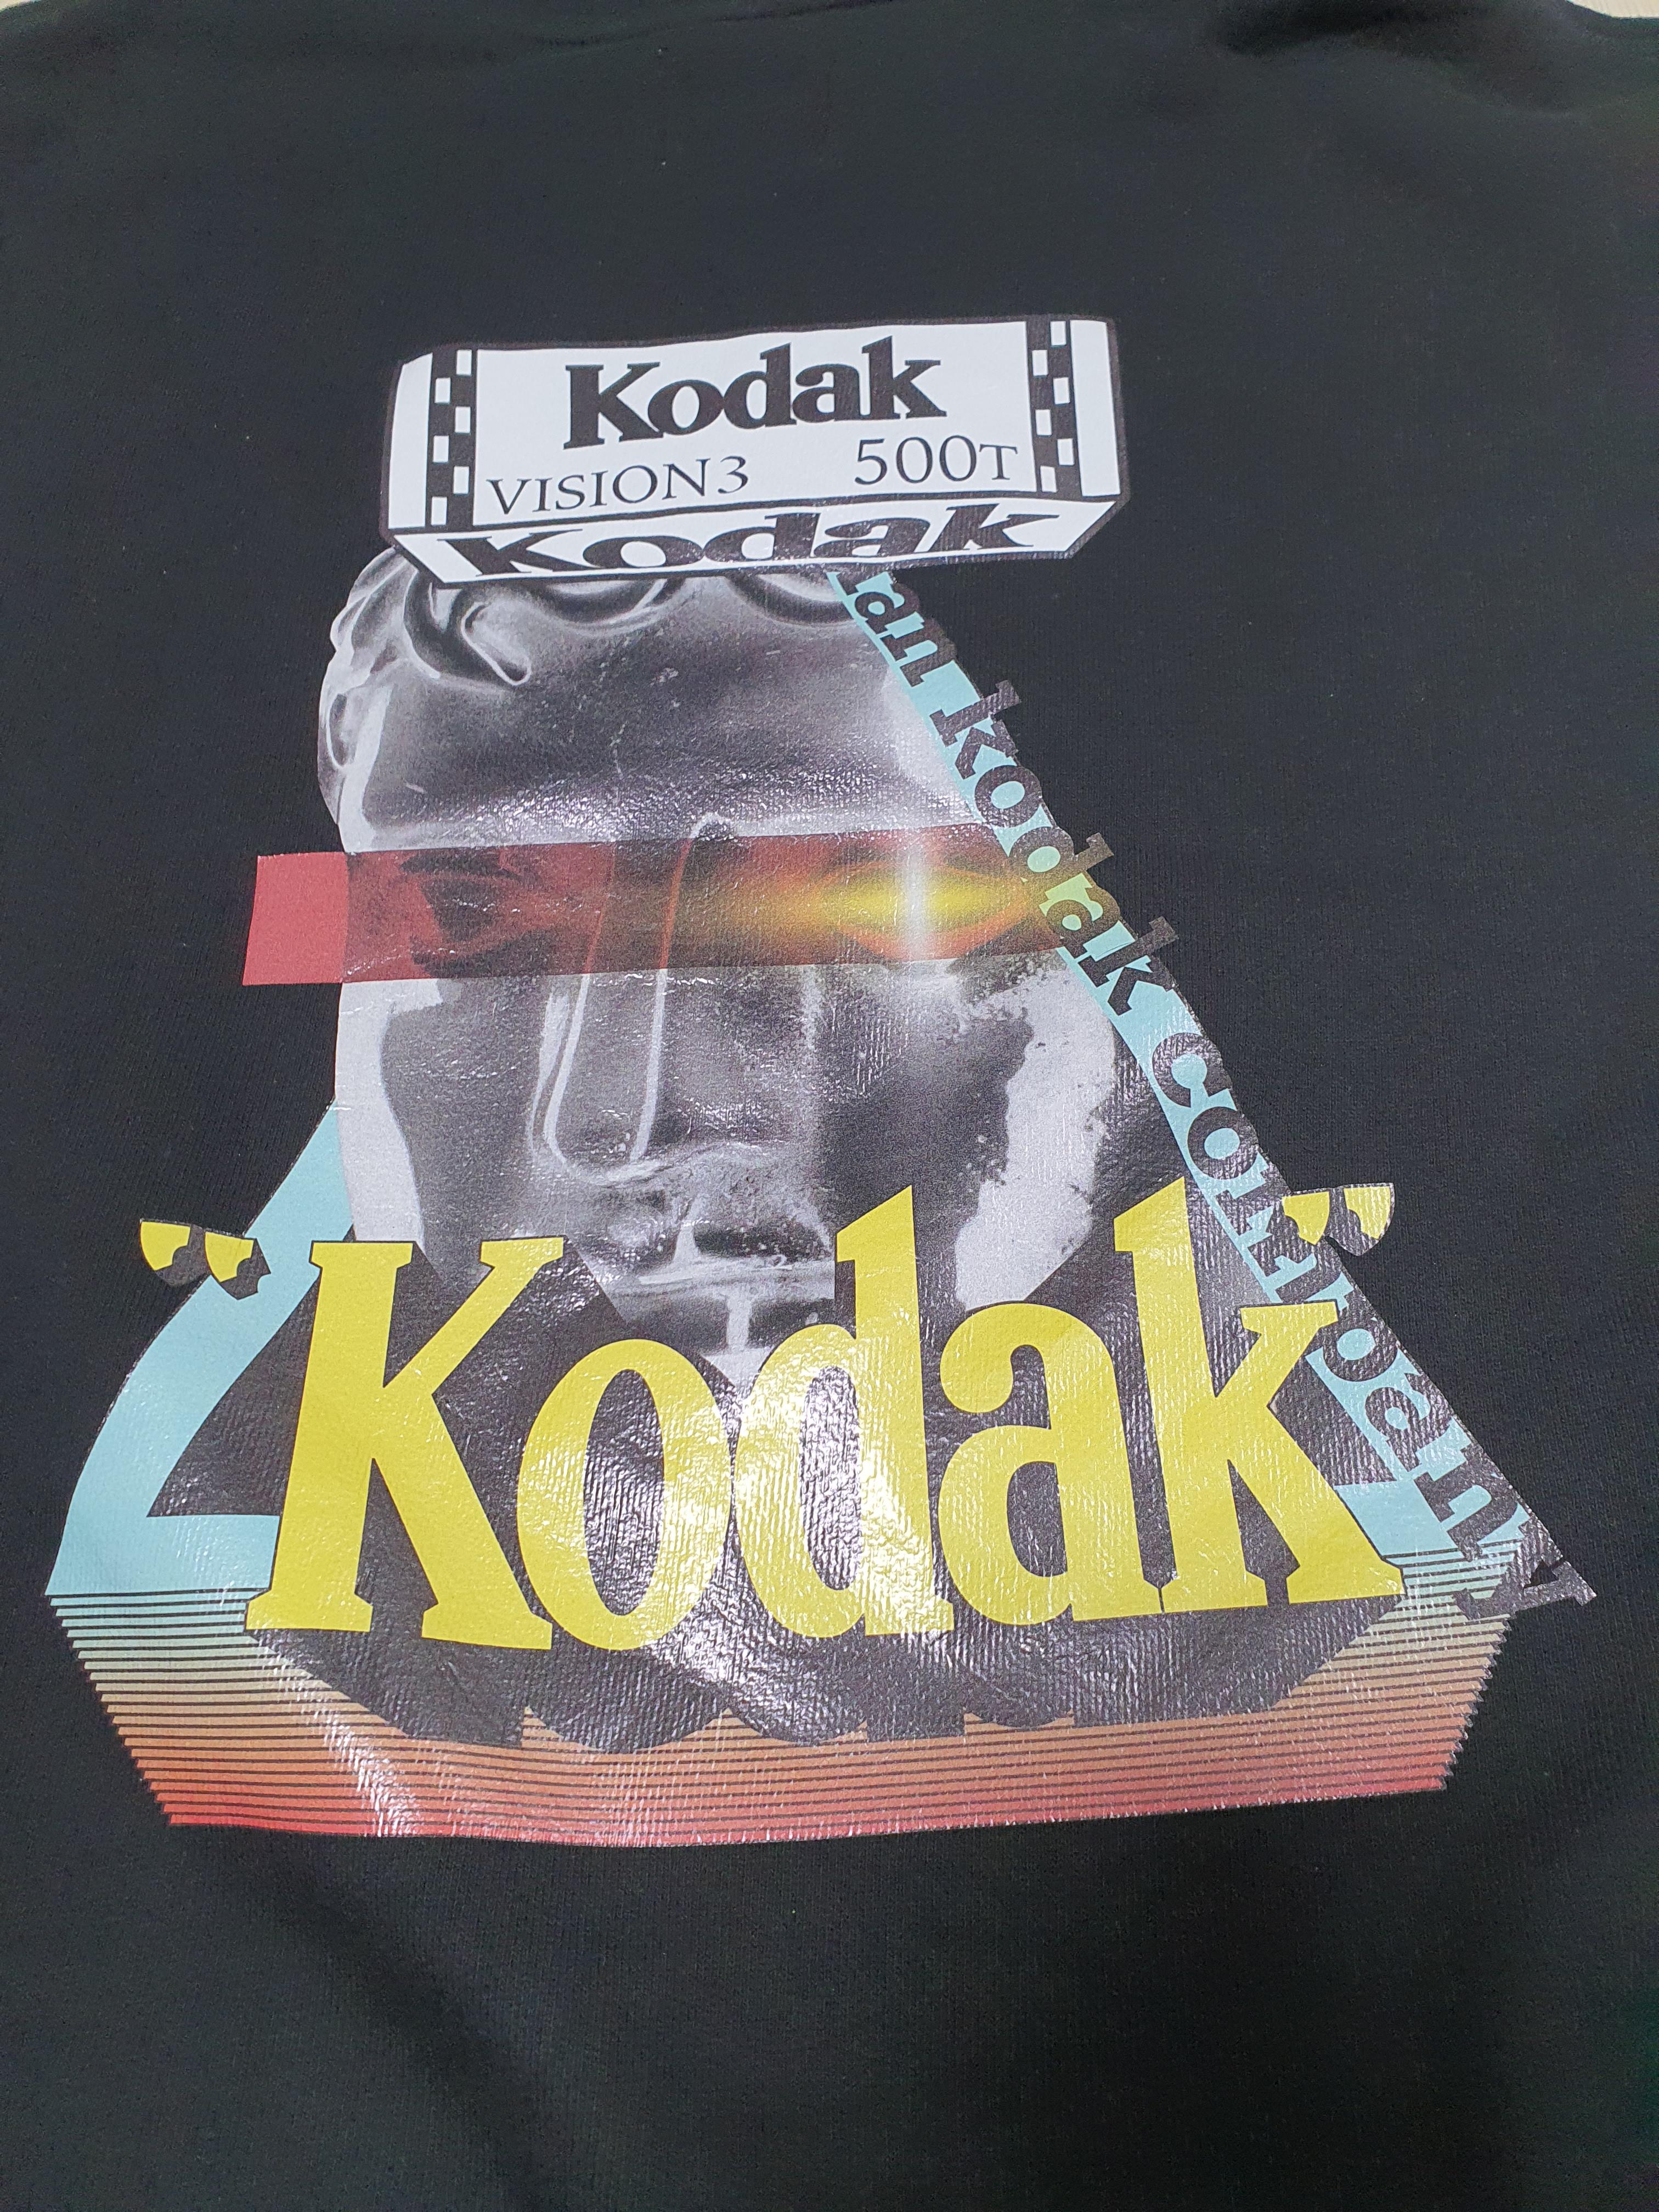 Kodak
VISION3 500T
Kodak
an kodak company
"Kodak"